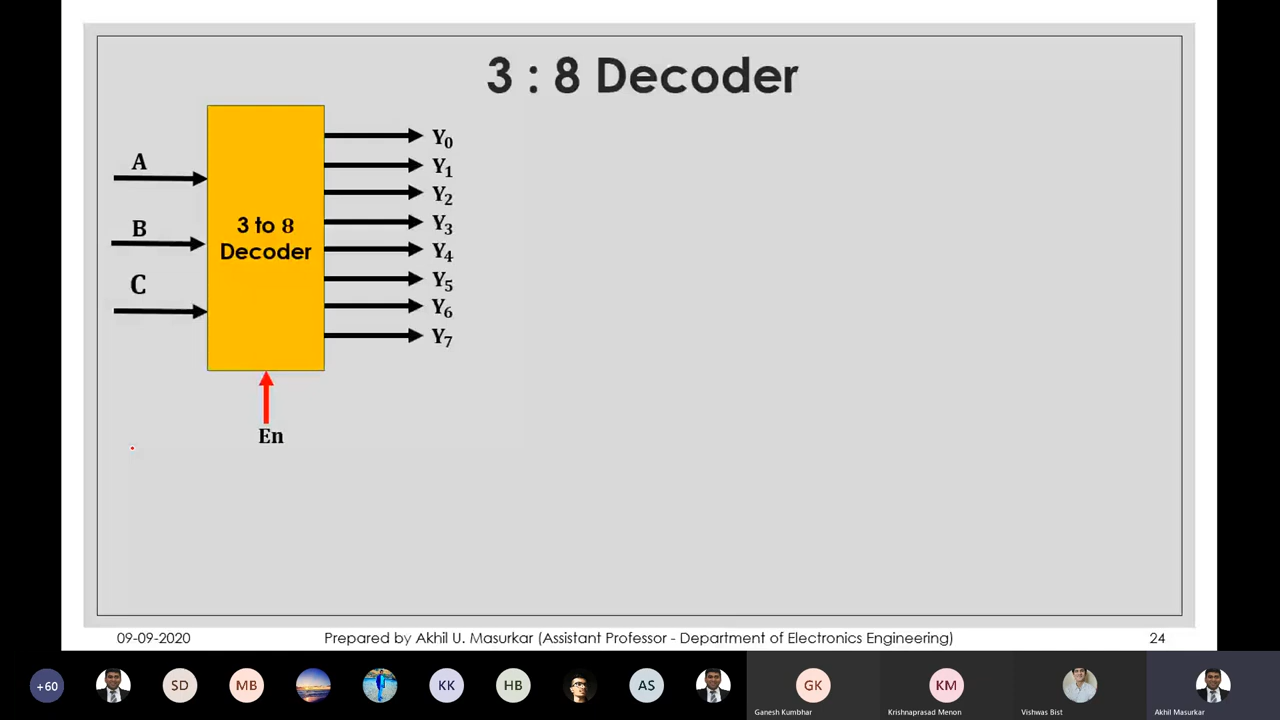 3 : 8 Decoder
A
B
C
3 to 8
Decoder
Y0
Y1
Y2
Y3
Y4
Y5
Y6
Y7
En
09-09-2020
Prepared by Akhil U. Masurkar (Assistant Professor - Department of Electronics Engineering)
24
+60
SD
MB
KK
HB
AS
GK
KM
Ganesh Kumbhar
Krishnaprasad Menon
Vishwas Bist
Akhil Masurkar